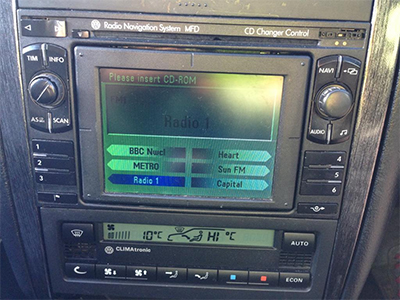 Radio Navigation System MFD CD Changer Control
TIM INFO
NAVI
AS SCAN
AUDIO
Please insert CD-ROM
Radio 1
BBC Nwcl Heart
METRO Sun FM
Radio 1 Capital
1 4
2 5
3 6
10°C HI °C
AUTO
CLIMAtronic
ECON